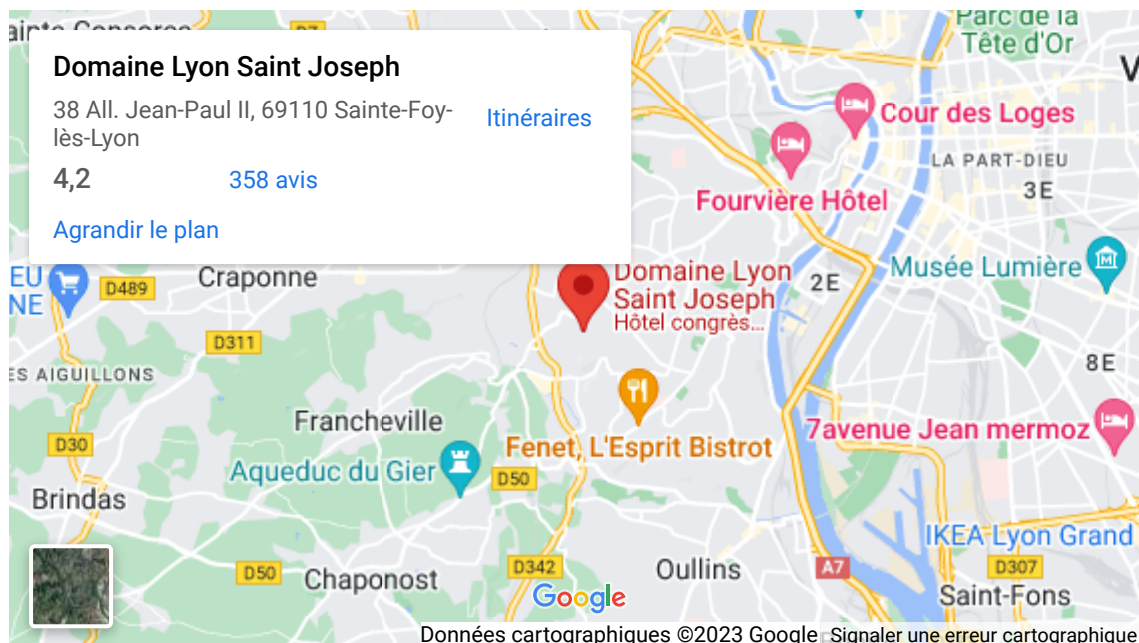 Domaine Lyon Saint Joseph
38 All. Jean-Paul II, 69110 Sainte-Foy-
lès-Lyon
Itinéraires
4,2
358 avis
Agrandir le plan
D7
Parc de la
Tête d'Or
V
Cour des Loges
LA PART-DIEU
3E
Fourvière Hôtel
EU
NE
D489
Craponne
Domaine Lyon
Saint Joseph
Hôtel congrès...
2E
Musée Lumière
D311
ES AIGUILLONS
8E
Francheville
D30
Fenet, L'Esprit Bistrot
7avenue Jean mermoz
Aqueduc du Gier
D50
Brindas
IKEA Lyon Grand
D50
Chaponost
D342
Oullins
A7
D307
Google
Saint-Fons
Données cartographiques ©2023 Google
Signaler une erreur cartographique